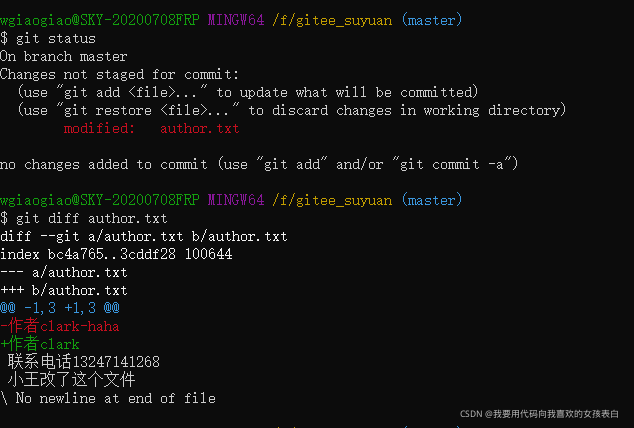 wgiaogiao@SKY-20200708FRP MINGW64 /f/gitee_suyuan (master)
$ git status
On branch master
Changes not staged for commit:
  (use "git add <file>..." to update what will be committed)
  (use "git restore <file>..." to discard changes in working directory)
        modified:   author.txt

no changes added to commit (use "git add" and/or "git commit -a")

wgiaogiao@SKY-20200708FRP MINGW64 /f/gitee_suyuan (master)
$ git diff author.txt
diff --git a/author.txt b/author.txt
index bc4a765..3cddf28 100644
--- a/author.txt
+++ b/author.txt
@@ -1,3 +1,3 @@
-作者clark-haha
+作者clark
 联系电话13247141268
 小王改了这个文件
\ No newline at end of file
CSDN @我要用代码向我喜欢的女孩表白